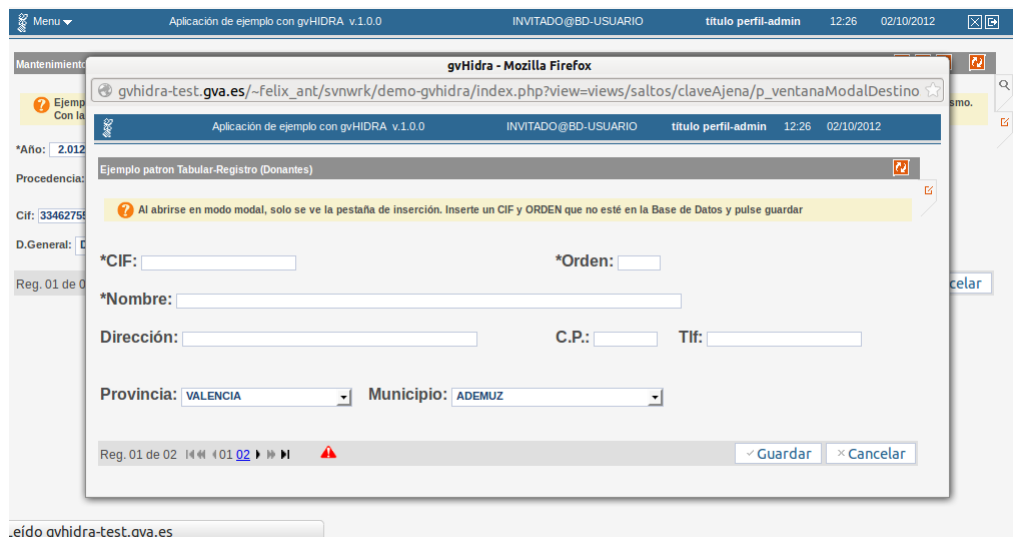 Menu Aplicación de ejemplo con gvHIDRA v.1.0.0 INVITADO@BD-USUARIO título perfil-admin 12:26 02/10/2012
Mantenimiento
gvHidra - Mozilla Firefox
gvhidra-test.gva.es/~felix_ant/svnwrk/demo-gvhidra/index.php?view=views/saltos/claveAjena/p_ventanaModalDestino
Aplicación de ejemplo con gvHIDRA v.1.0.0 INVITADO@BD-USUARIO título perfil-admin 12:26 02/10/2012
Ejemplo patron Tabular-Registro (Donantes)
Al abrirse en modo modal, solo se ve la pestaña de inserción. Inserte un CIF y ORDEN que no esté en la Base de Datos y pulse guardar
*CIF: *Orden:
*Nombre:
Dirección: C.P.: Tlf:
Provincia: VALENCIA Municipio: ADEMUZ
Reg. 01 de 02 01 02 Guardar Cancelar
Ejemp smo.
Con la
*Año: 2.012
Procedencia:
Cif: 33462755
D.General: D
Reg. 01 de 0 celar
Leído gvhidra-test.gva.es